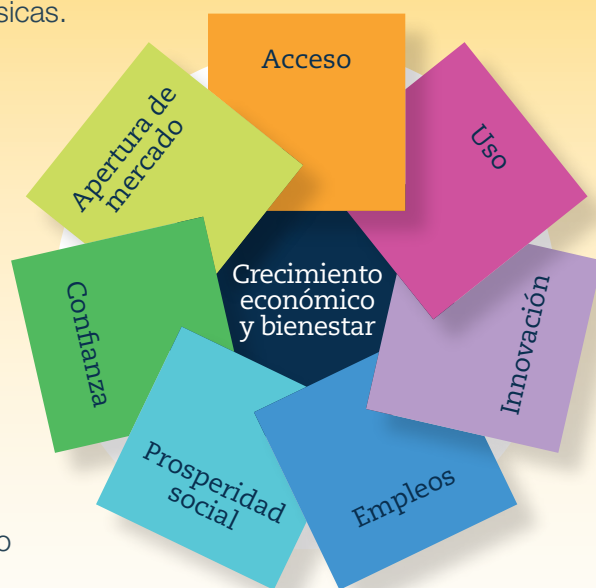 sicas.
Acceso
Uso
Apertura de
mercado
Crecimiento
económico
y bienestar
Confianza
Innovación
Prosperidad
social
Empleos
o